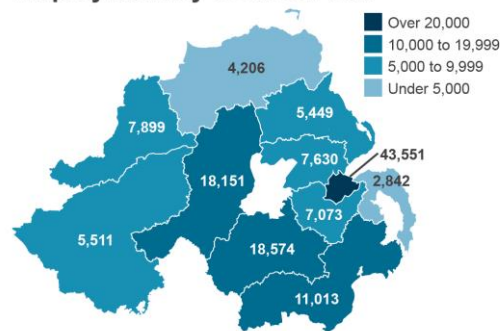 Over 20,000
10,000 to 19,999
5,000 to 9,999
Under 5,000
4,206
7,899
5,449
7,630
43,551
18,151
2,842
7,073
5,511
18,574
11,013